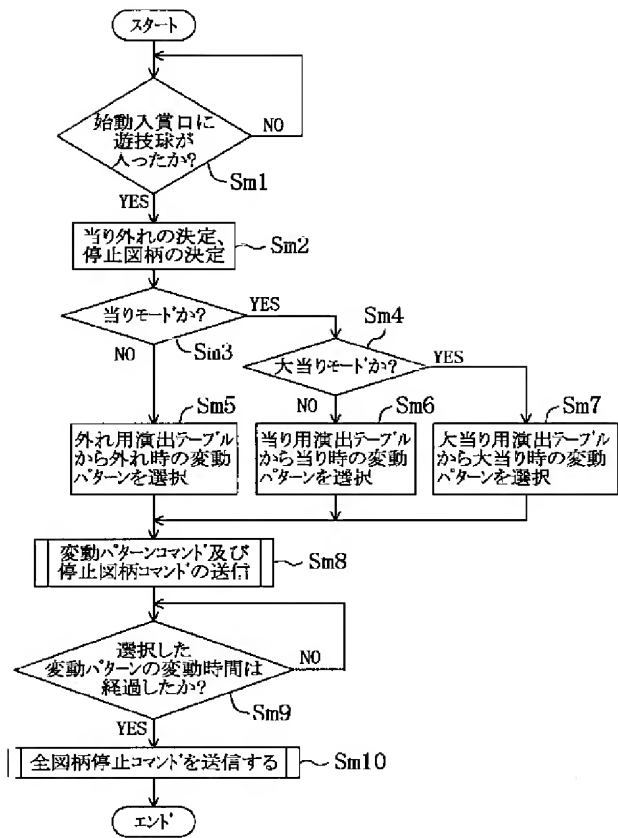 スタート
始動入賞口に
遊技球が
入ったか?
NO
Sm1
YES
当り外れの決定、
停止図柄の決定
Sm2
当りモードか?
YES
Sm3
NO
Sm4
大当りモードか?
YES
NO
Sm5
外れ用演出テーブル
から外れ時の変動
パターンを選択
Sm6
当り用演出テーブル
から当り時の変動
パターンを選択
Sm7
大当り用演出テーブル
から大当り時の変動
パターンを選択
変動パターンコマンド及び
停止図柄コマンドの送信
Sm8
選択した
変動パターンの変動時間は
経過したか?
NO
Sm9
YES
全図柄停止コマンドを送信する
Sm10
エンド